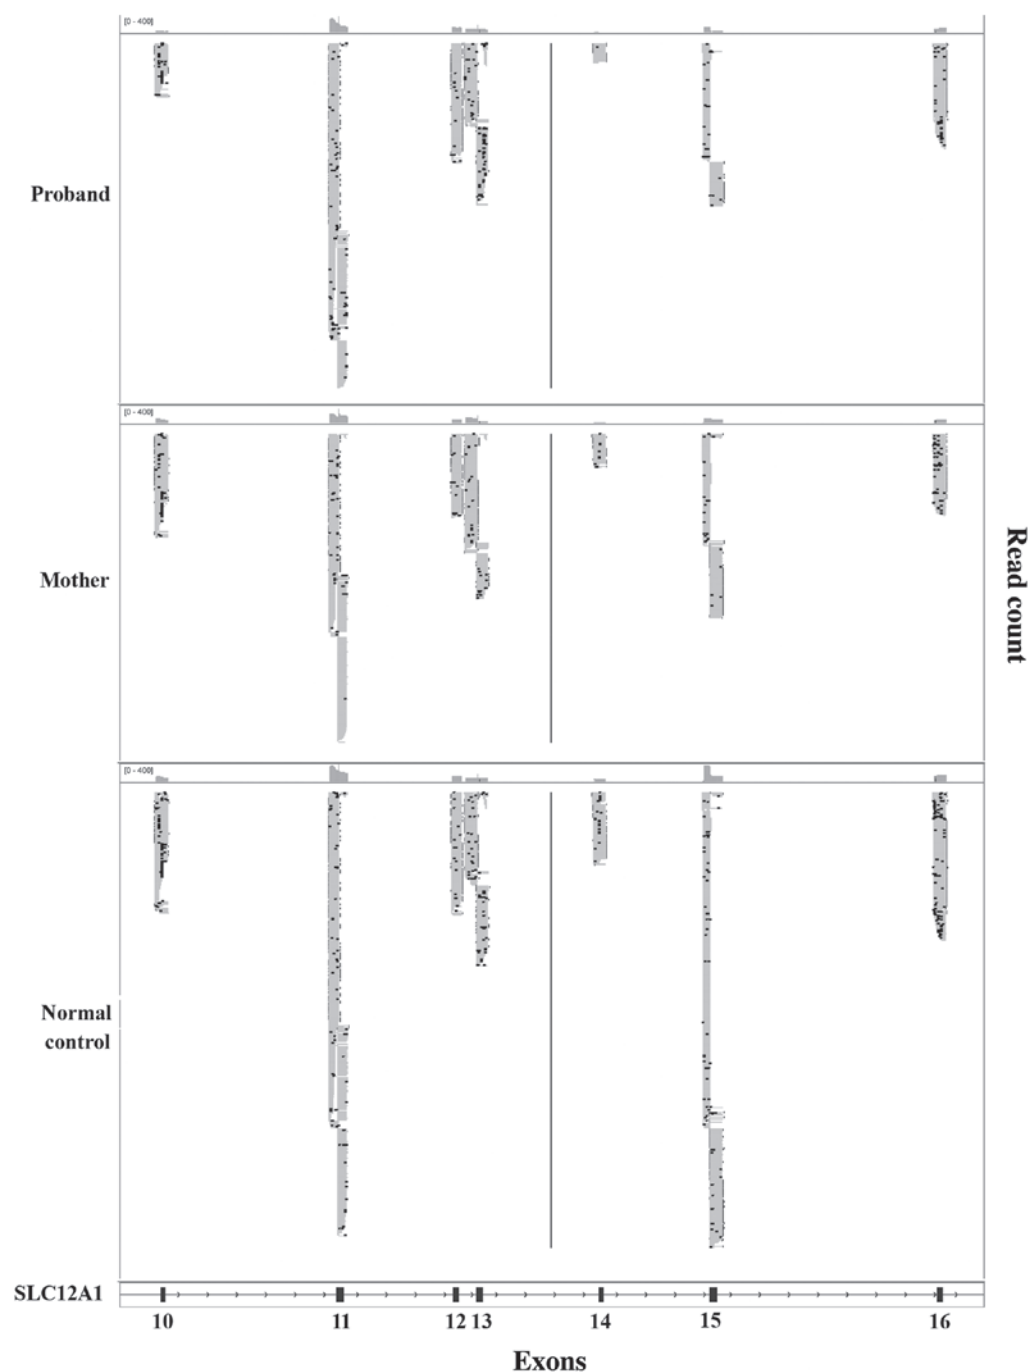 [0 - 400]
Proband
[0 - 400]
Mother
Read count
[0 - 400]
Normal
control
SLC12A1
10 11 12 13 14 15 16
Exons